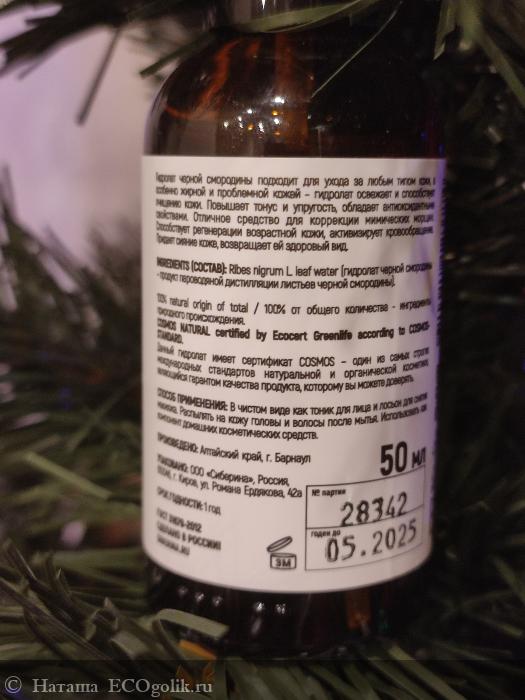 Гидролат черной смородины подходит для ухода за любым типом кожи, в
особенно жирной и проблемной кожей – гидролат освежает и способствует
очищению кожи. Повышает тонус и упругость, обладает антиоксидантными
свойствами. Отличное средство для коррекции мимических морщин.
Способствует регенерации возрастной кожи, активизирует кровообращение.
Придает сияние коже, возвращает ей здоровый вид.
INGREDIENTS (СОСТАВ): Ribes nigrum L. leaf water (гидролат черной смородины
- продукт пароводяной дистилляции листьев черной смородины).
100% natural origin of total / 100% от общего количества - ингредиенты
природного происхождения.
COSMOS NATURAL certified by Ecocert Greenlife according to COSMOS-
STANDARD.
Данный гидролат имеет сертификат COSMOS – один из самых строгих
международных стандартов натуральной и органической косметики,
являющийся гарантом качества продукта, которому вы можете доверять.
СПОСОБ ПРИМЕНЕНИЯ: В чистом виде как тоник для лица и лосьон для снятия
макияжа. Распылять на кожу головы и волосы после мытья. Использовать как
компонент домашних косметических средств.
ПРОИЗВЕДЕНО: Алтайский край, г. Барнаул
50 мл
УПАКОВАНО: ООО «Сиберина», Россия,
г. Киров, ул. Романа Ердякова, 42а
СРОК ГОДНОСТИ: 1 год
№ партии
28342
годен до
05.2025
ГОСТ 31679-2012
СДЕЛАНО В РОССИИ
3М
© Наташа ECOgolik.ru